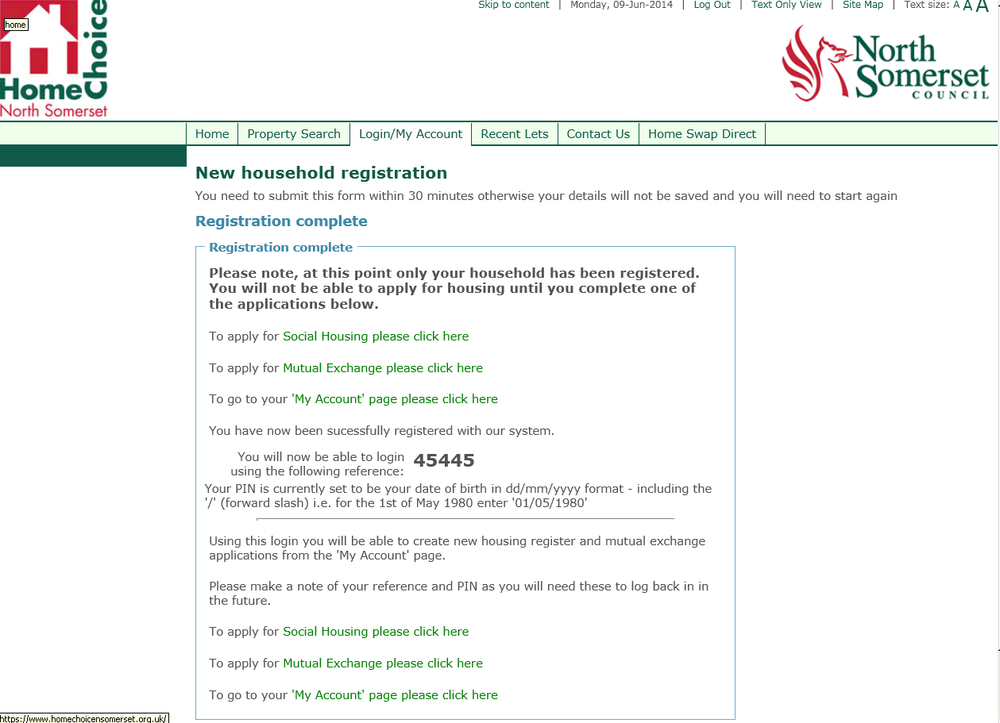 Skip to content | Monday, 09-Jun-2014 | Log Out | Text Only View | Site Map | Text size: A A A
home
HomeChoice
North Somerset
North
Somerset
COUNCIL
Home
Property Search
Login/My Account
Recent Lets
Contact Us
Home Swap Direct
New household registration
You need to submit this form within 30 minutes otherwise your details will not be saved and you will need to start again
Registration complete
Registration complete
Please note, at this point only your household has been registered.
You will not be able to apply for housing until you complete one of
the applications below.
To apply for Social Housing please click here
To apply for Mutual Exchange please click here
To go to your 'My Account' page please click here
You have now been sucessfully registered with our system.
You will now be able to login
using the following reference:
45445
Your PIN is currently set to be your date of birth in dd/mm/yyyy format - including the
'/' (forward slash) i.e. for the 1st of May 1980 enter '01/05/1980'
Using this login you will be able to create new housing register and mutual exchange
applications from the 'My Account' page.
Please make a note of your reference and PIN as you will need these to log back in in
the future.
To apply for Social Housing please click here
To apply for Mutual Exchange please click here
To go to your 'My Account' page please click here
https://www.homechoicensomerset.org.uk/